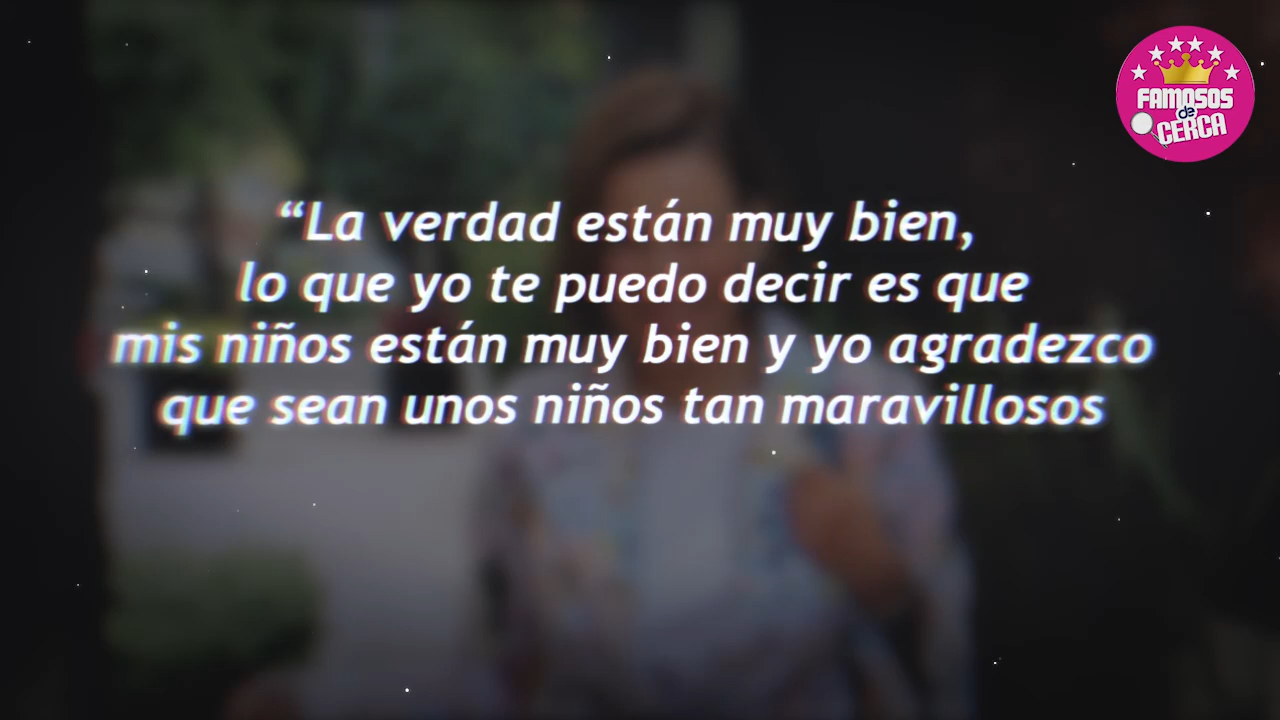 FAMOSOS
de
CERCA
“La verdad están muy bien,
lo que yo te puedo decir es que
mis niños están muy bien y yo agradezco
que sean unos niños tan maravillosos